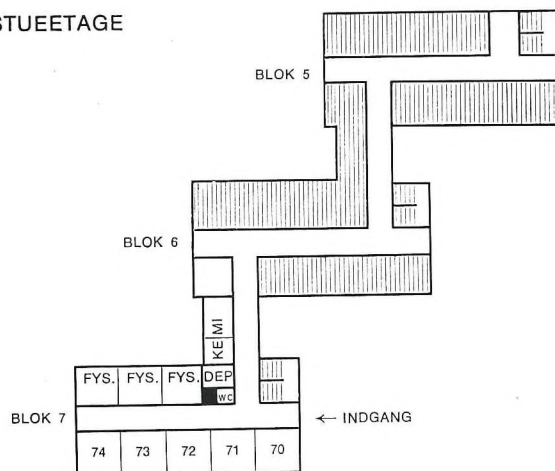 STUEETAGE
BLOK 5
BLOK 6
KEMI
FYS. FYS. FYS. DEP
WC
BLOK 7
← INDGANG
74 73 72 71 70